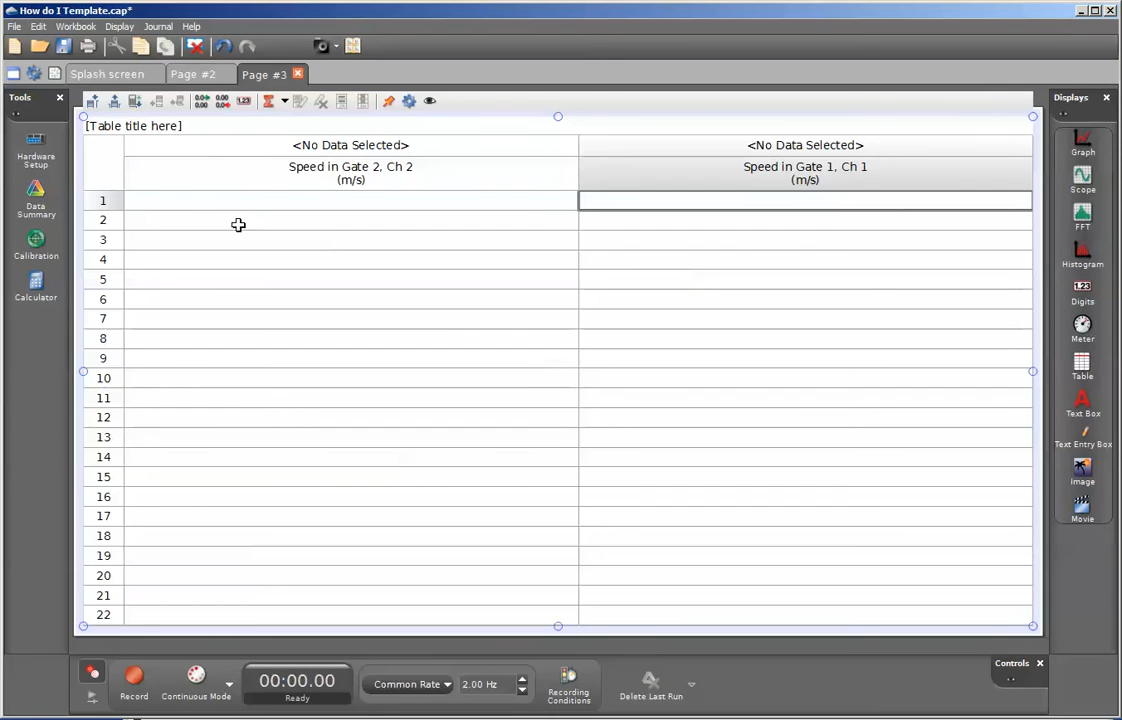 How do I Template.cap*
File Edit Workbook Display Journal Help
Splash screen Page #2 Page #3
Tools
Displays
[Table title here]
<No Data Selected> <No Data Selected>
Speed in Gate 2, Ch 2 Speed in Gate 1, Ch 1
(m/s) (m/s)
1
2
3
4
5
6
7
8
9
10
11
12
13
14
15
16
17
18
19
20
21
22
Hardware
Setup
Data
Summary
Calibration
Calculator
Graph
Scope
FFT
Histogram
1.23
Digits
Meter
Table
A
Text Box
Text Entry Box
Image
Movie
Controls
Record
Continuous Mode
00:00.00
Ready
Common Rate 2.00 Hz
Recording
Conditions
Delete Last Run